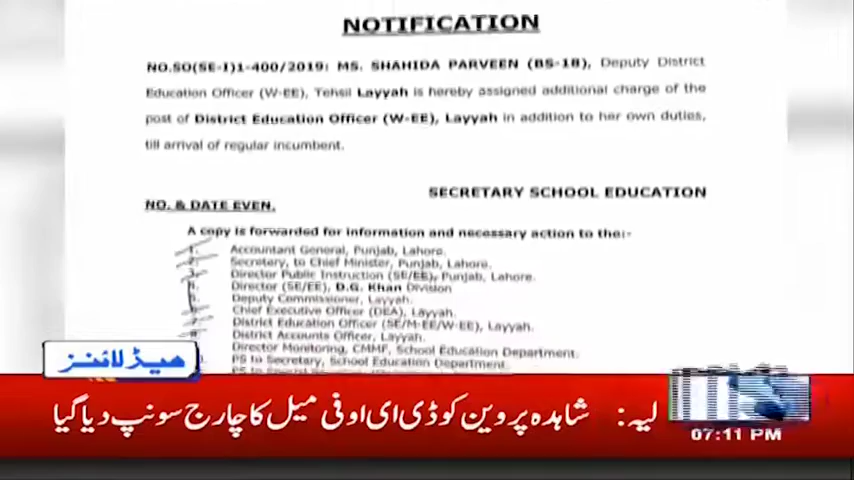 NOTIFICATION
NO.SO(SE-I)1-400/2019: MS. SHAHIDA PARVEEN (BS-18), Deputy District
Education Officer (W-EE), Tehsil Layyah is hereby assigned additional charge of the
post of District Education Officer (W-EE), Layyah in addition to her own duties,
till arrival of regular incumbent.
SECRETARY SCHOOL EDUCATION
NO. & DATE EVEN.
A copy is forwarded for information and necessary action to the:-
1. Accountant General, Punjab, Lahore.
2. Secretary, to Chief Minister, Punjab, Lahore.
3. Director Public Instruction (SE/EE), Punjab, Lahore.
4. Director (SE/EE), D.G. Khan Division
Deputy Commissioner, Layyah.
Chief Executive Officer (DEA), Layyah.
District Education Officer (SE/M-EE/W-EE), Layyah.
District Accounts Officer, Layyah.
Director Monitoring, CMMF, School Education Department.
PS to Secretary, School Education Department.
ہیڈلائنز
لیہ: شاہدہ پروین کو ڈی ای او فی میل کا چارج سونپ دیا گیا
07:11 PM